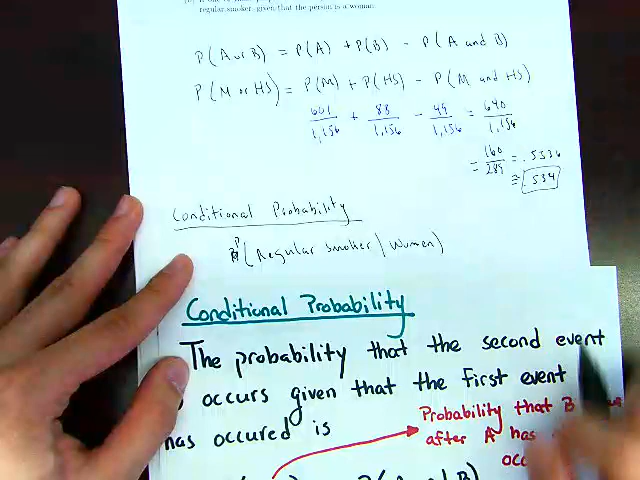 regular smoker, given that the person is a woman.
P(A or B) = P(A) + P(B) - P(A and B)
P(M or HS) = P(M) + P(HS) - P(M and HS)
601/1,156 + 88/1,156 - 49/1,156 = 640/1,156
= 160/289 = .5536
≅ .554
Conditional Probability
P(Regular smoker | Women)
Conditional Probability
The probability that the second event
occurs given that the first event
has occured is
Probability that B
after A has
occ